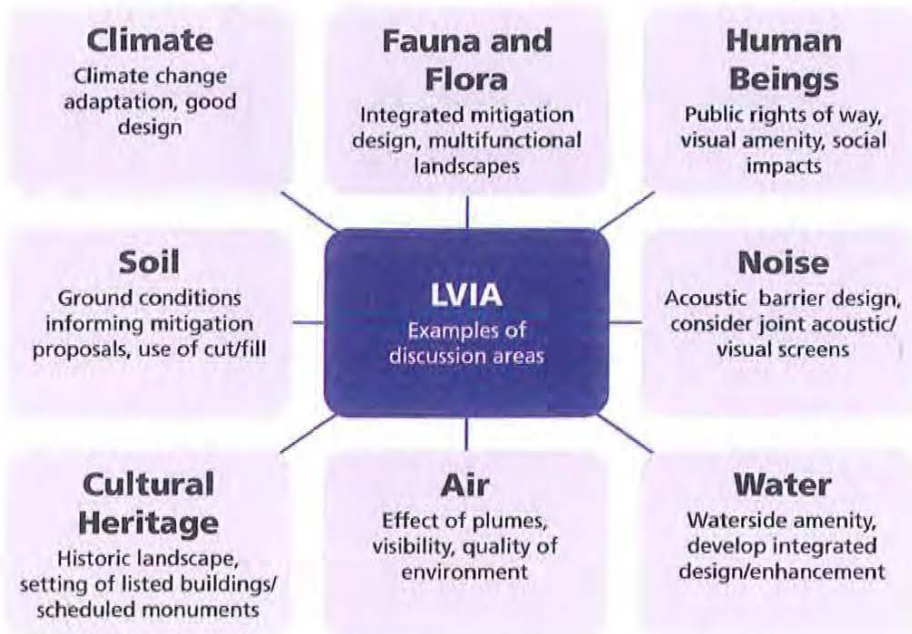 Climate
Climate change
adaptation, good
design
Fauna and
Flora
Integrated mitigation
design, multifunctional
landscapes
Human
Beings
Public rights of way,
visual amenity, social
impacts
Soil
Ground conditions
informing mitigation
proposals, use of cut/fill
LVIA
Examples of
discussion areas
Noise
Acoustic barrier design,
consider joint acoustic/
visual screens
Cultural
Heritage
Historic landscape,
setting of listed buildings/
scheduled monuments
Air
Effect of plumes,
visibility, quality of
environment
Water
Waterside amenity,
develop integrated
design/enhancement